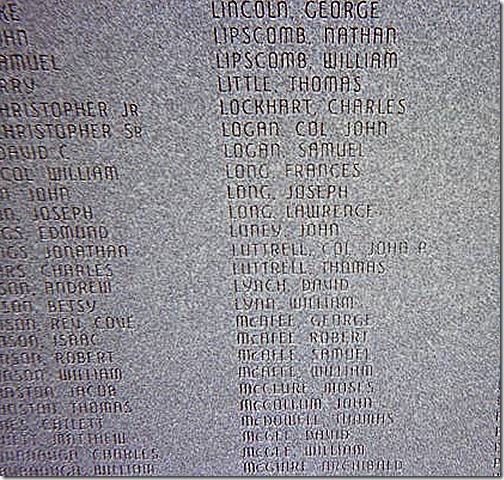 CHRISTOPHER JR.
CHRISTOPHER SR.
DAVID C.
COL. WILLIAM
JOHN
JOSEPH
EDMUND
JONATHAN
CHARLES
ANDREW
BETSY
REV. COVE
ISAAC
ROBERT
WILLIAM
JACOB
THOMAS
MATTHEW
CHARLES
WILLIAM
LINCOLN, GEORGE
LIPSCOMB, NATHAN
LIPSCOMB, WILLIAM
LITTLE, THOMAS
LOCKHART, CHARLES
LOGAN, COL. JOHN
LOGAN, SAMUEL
LONG, FRANCES
LONG, JOSEPH
LONG, LAWRENCE
LONEY, JOHN
LUTTRELL, COL. JOHN P.
LUTTRELL, THOMAS
LYNCH, DAVID
LYNN, WILLIAM
McAFEE, GEORGE
McAFEE, ROBERT
McAFEE, SAMUEL
McAFEE, WILLIAM
McCLURE, MOSES
McCOLLUM, JOHN
McDOWELL, THOMAS
McGEE, DAVID
McGEE, WILLIAM
McGUIRE, ARCHIBALD